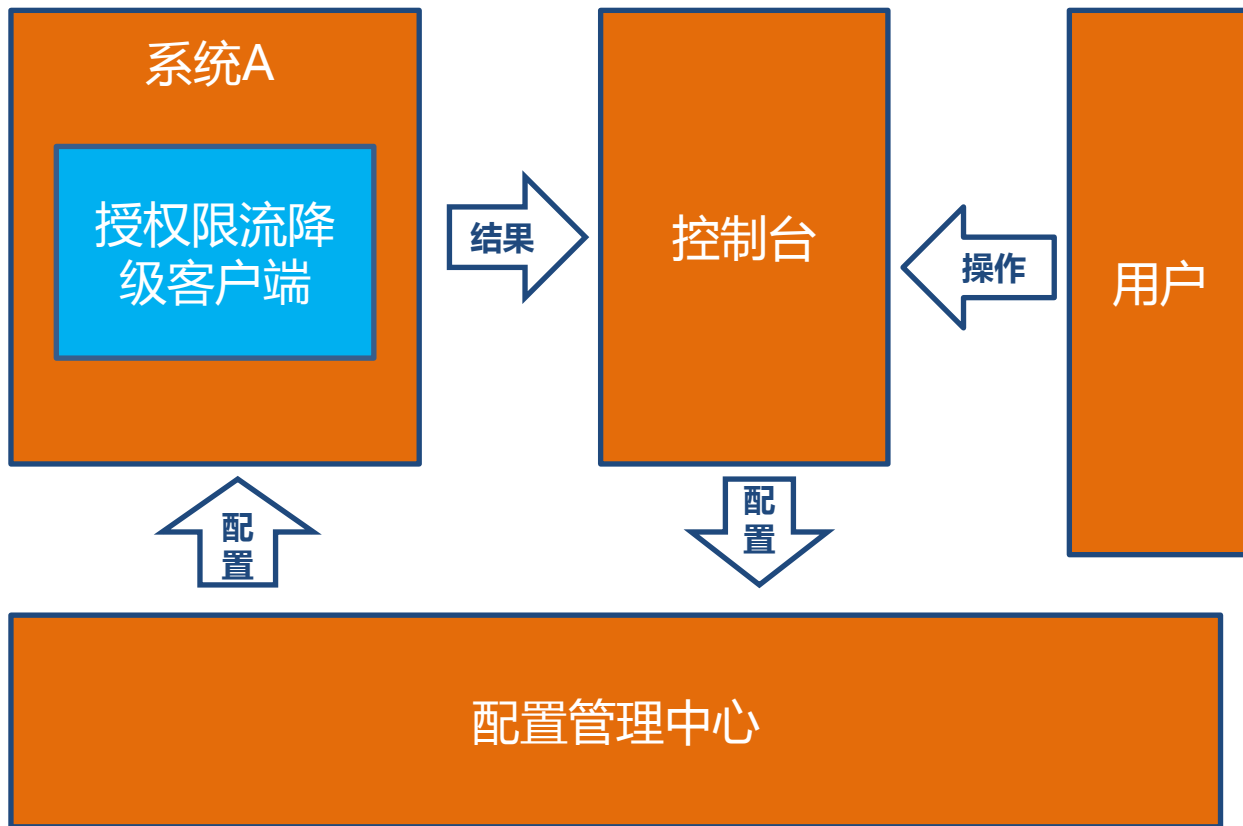 系统A
授权限流降
级客户端
结果
控制台
操作
用户
配
置
配
置
配置管理中心